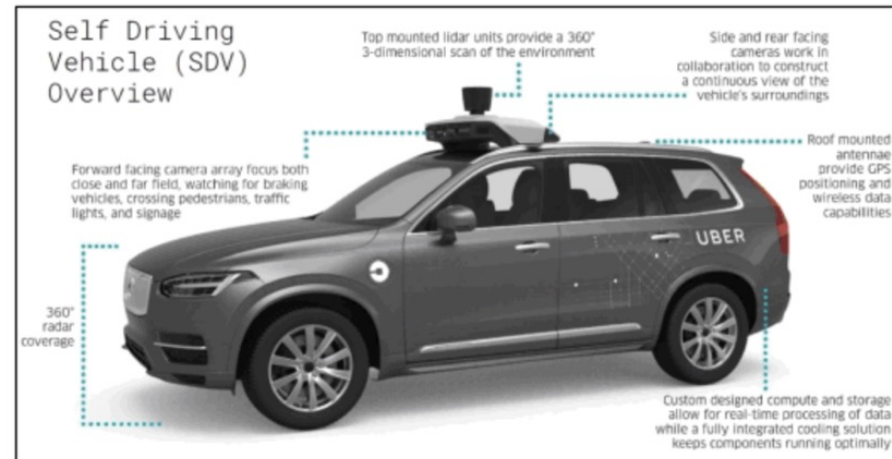 Self Driving
Vehicle (SDV)
Overview
Top mounted lidar units provide a 360°
3-dimensional scan of the environment
Side and rear facing
cameras work in
collaboration to construct
a continuous view of the
vehicle's surroundings
Forward facing camera array focus both
close and far field, watching for braking
vehicles, crossing pedestrians, traffic
lights, and signage
Roof mounted
antennae
provide GPS
positioning and
wireless data
capabilities
UBER
360°
radar
coverage
Custom designed compute and storage
allow for real-time processing of data
while a fully integrated cooling solution
keeps components running optimally